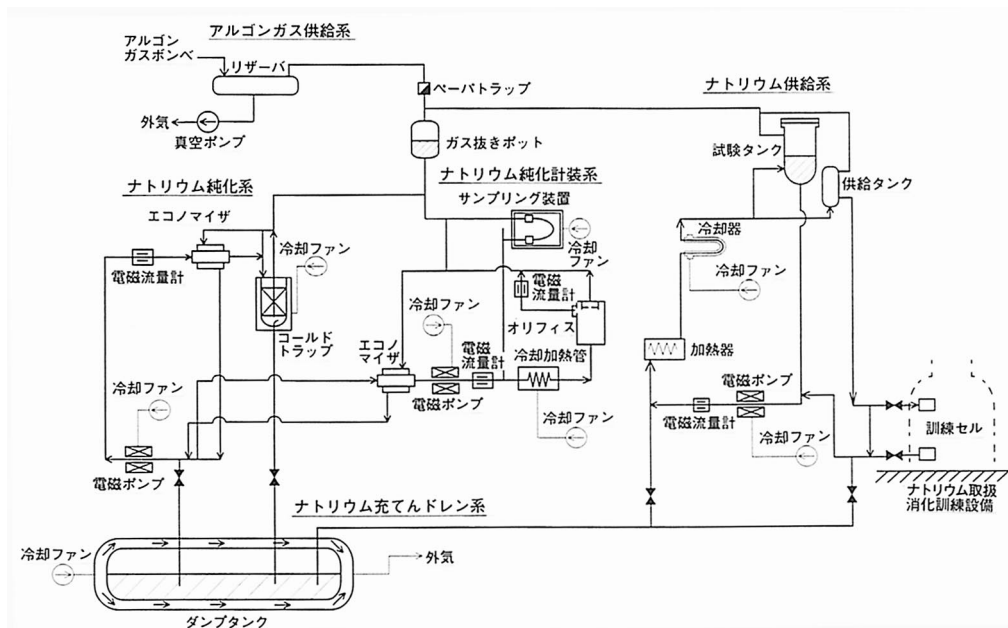 アルゴンガス供給系
アルゴン
ガスボンベ
リザーバ
ベーパトラップ
外気
真空ポンプ
ガス抜きポット
ナトリウム供給系
試験タンク
供給タンク
ナトリウム純化系
エコノマイザ
電磁流量計
冷却ファン
コールド
トラップ
冷却ファン
電磁ポンプ
ナトリウム純化計装系
サンプリング装置
冷却
ファン
電磁
流量計
オリフィス
冷却ファン
エコノ
マイザ
電磁
流量計
冷却加熱管
電磁ポンプ
冷却ファン
冷却器
冷却ファン
加熱器
電磁ポンプ
電磁流量計
冷却ファン
訓練セル
ナトリウム取扱
消化訓練設備
ナトリウム充てんドレン系
冷却ファン
外気
ダンプタンク